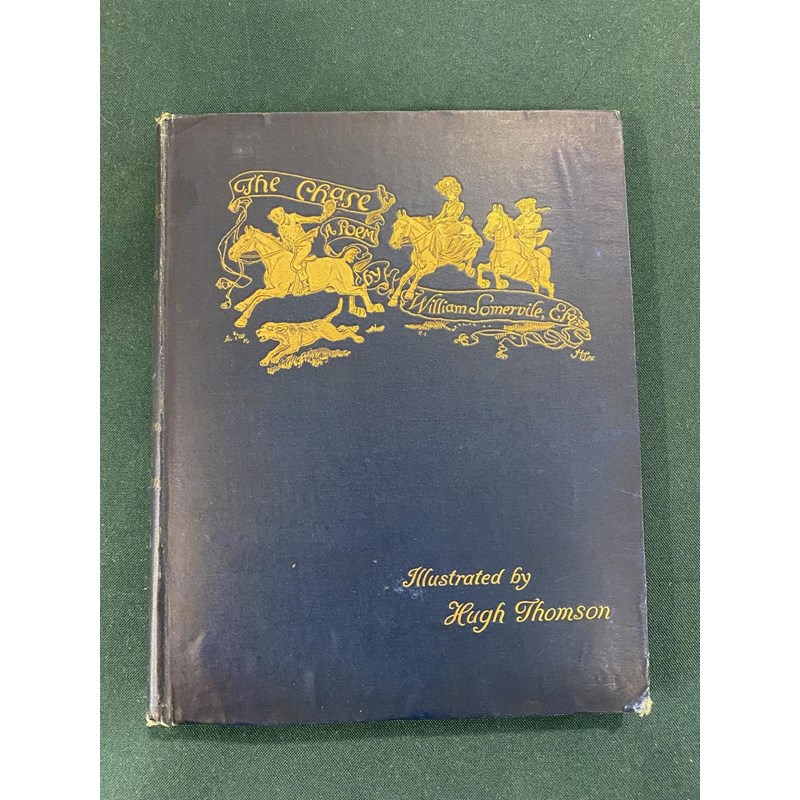 The Chase
A Poem
by
William Somervile, Esq.
Illustrated by
Hugh Thomson